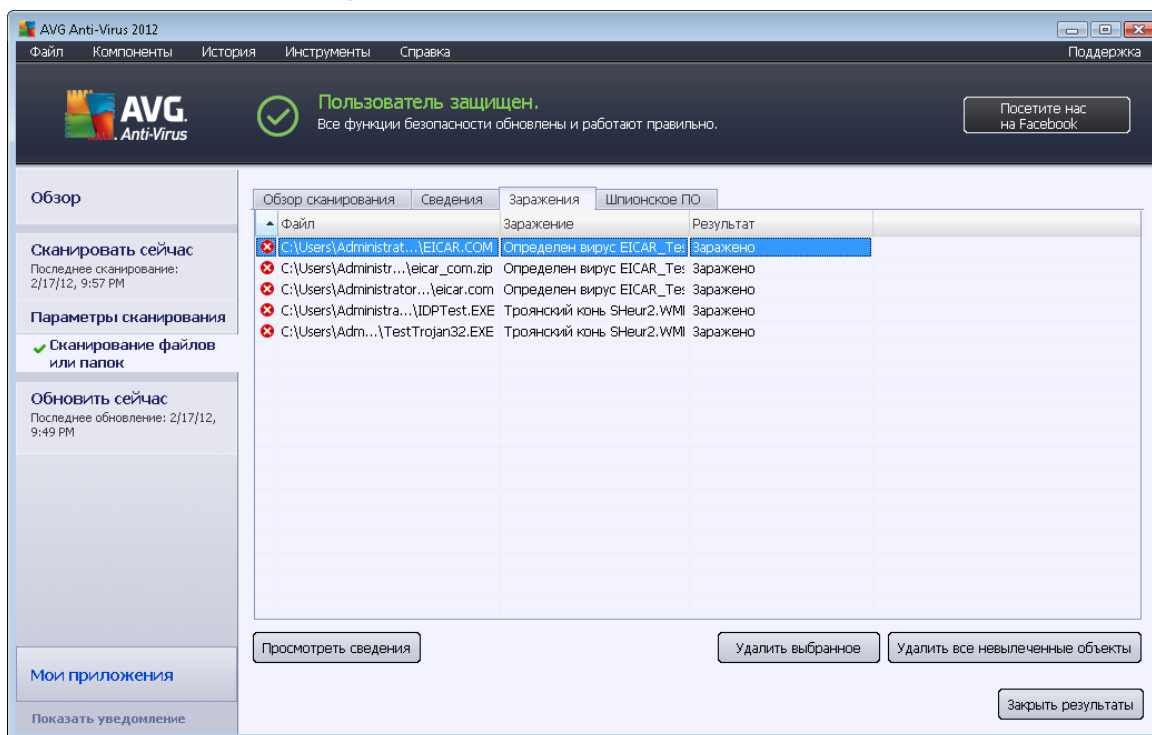 AVG Anti-Virus 2012
Файл Компоненты История Инструменты Справка Поддержка
AVG.
Anti-Virus
Пользователь защищен.
Все функции безопасности обновлены и работают правильно.
Посетите нас
на Facebook
Обзор
Сканировать сейчас
Последнее сканирование:
2/17/12, 9:57 PM
Параметры сканирования
Сканирование файлов
или папок
Обновить сейчас
Последнее обновление: 2/17/12,
9:49 PM
Мои приложения
Показать уведомление
Обзор сканирования Сведения Заражения Шпионское ПО
Файл Заражение Результат
C:\Users\Administrat...\EICAR.COM Определен вирус EICAR_Tes Заражено
C:\Users\Administr...\eicar_com.zip Определен вирус EICAR_Tes Заражено
C:\Users\Administrator...\eicar.com Определен вирус EICAR_Tes Заражено
C:\Users\Administra...\IDPTest.EXE Троянский конь SHeur2.WMI Заражено
C:\Users\Adm...\TestTrojan32.EXE Троянский конь SHeur2.WMI Заражено
Просмотреть сведения Удалить выбранное Удалить все невылеченные объекты
Закрыть результаты